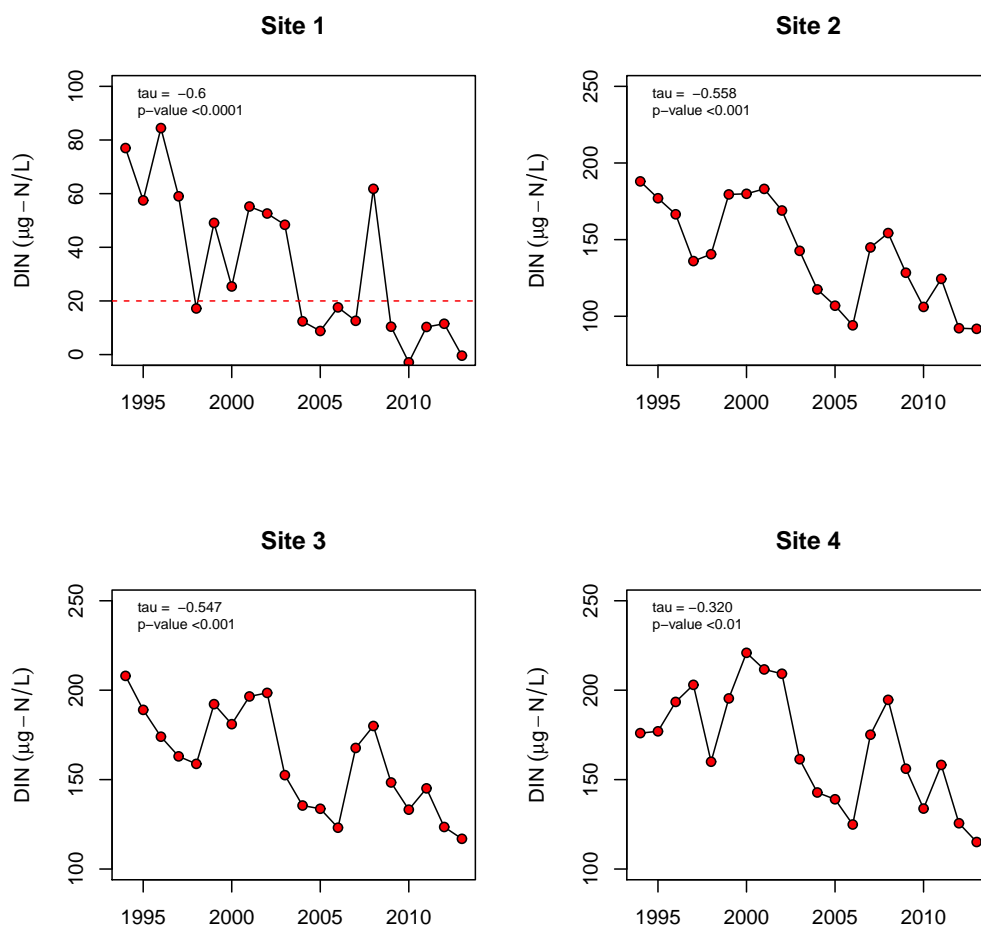 Site 1
tau = −0.6
p−value <0.0001
DIN (μg−N/L)
100
80
60
40
20
0
1995 2000 2005 2010
Site 2
tau = −0.558
p−value <0.001
DIN (μg−N/L)
250
200
150
100
1995 2000 2005 2010
Site 3
tau = −0.547
p−value <0.001
DIN (μg−N/L)
250
200
150
100
1995 2000 2005 2010
Site 4
tau = −0.320
p−value <0.01
DIN (μg−N/L)
250
200
150
100
1995 2000 2005 2010